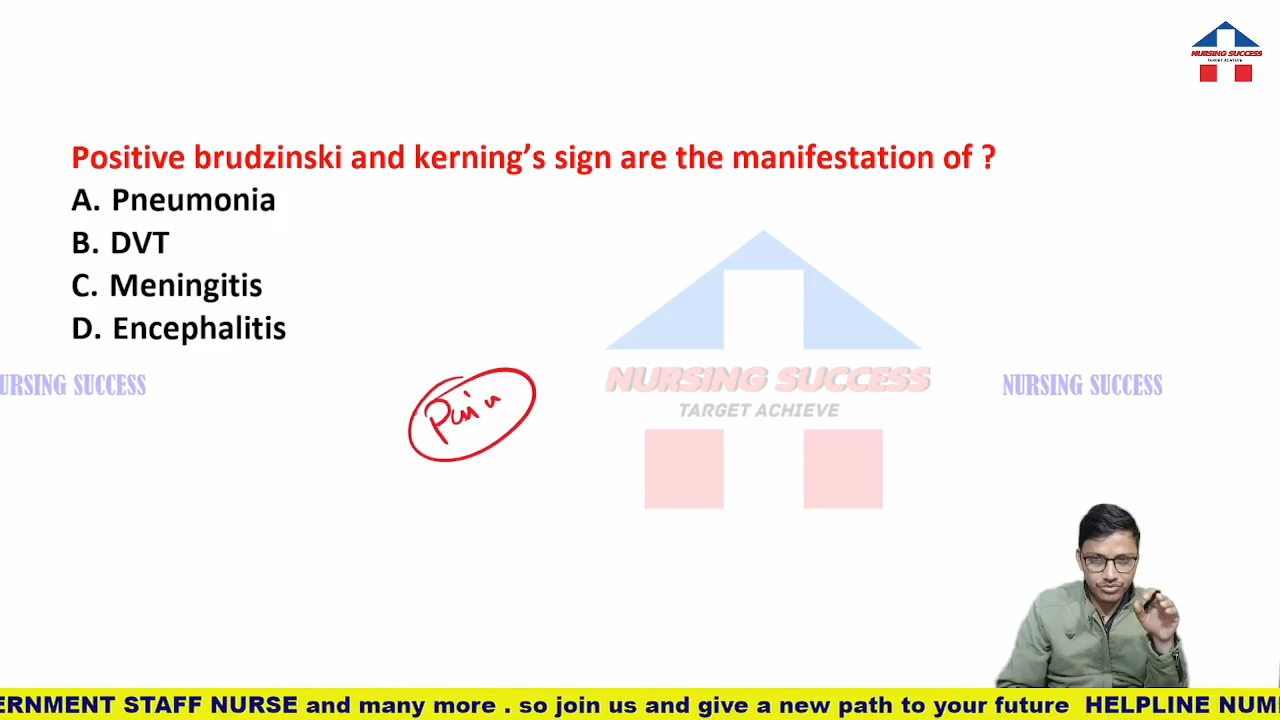 NURSING SUCCESS
TARGET ACHIEVE
Positive brudzinski and kerning’s sign are the manifestation of ?
A. Pneumonia
B. DVT
C. Meningitis
D. Encephalitis
URSING SUCCESS
NURSING SUCCESS
TARGET ACHIEVE
NURSING SUCCESS
Pain
ERNMENT STAFF NURSE and many more . so join us and give a new path to your future HELPLINE NUM